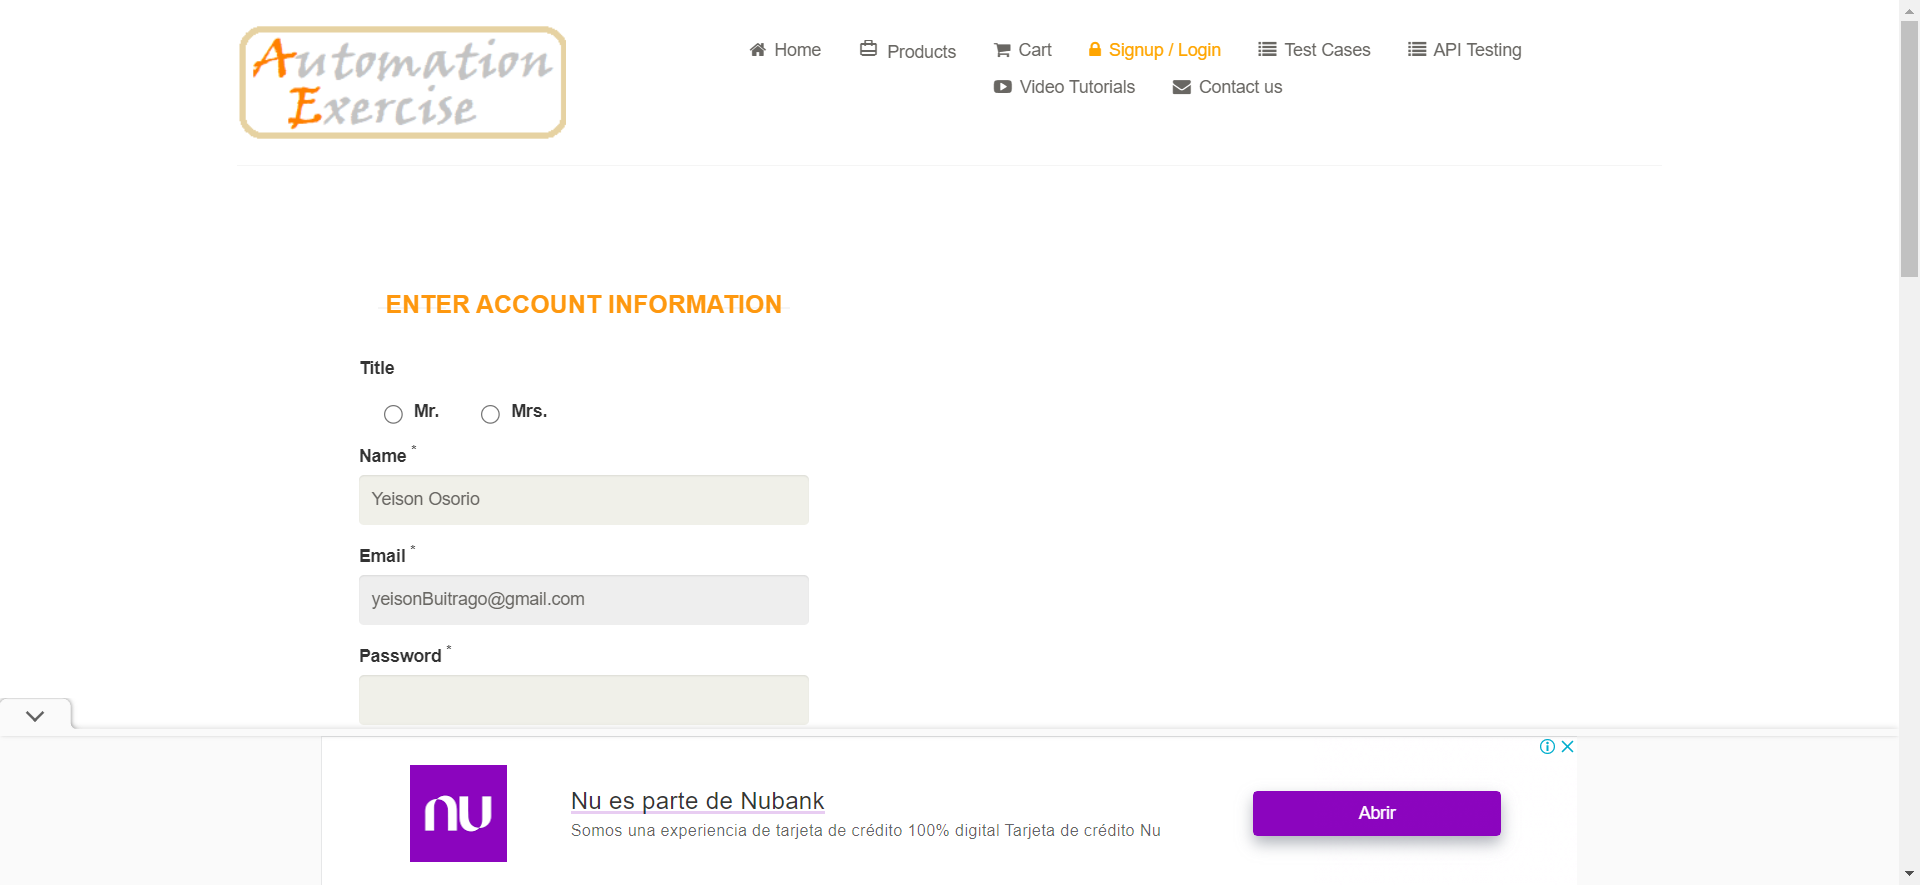 Automation
Exercise
Home
Products
Cart
Signup / Login
Test Cases
API Testing
Video Tutorials
Contact us
ENTER ACCOUNT INFORMATION
Title
Mr.
Mrs.
Name *
Yeison Osorio
Email *
yeisonBuitrago@gmail.com
Password *
nu
Nu es parte de Nubank
Somos una experiencia de tarjeta de crédito 100% digital Tarjeta de crédito Nu
Abrir